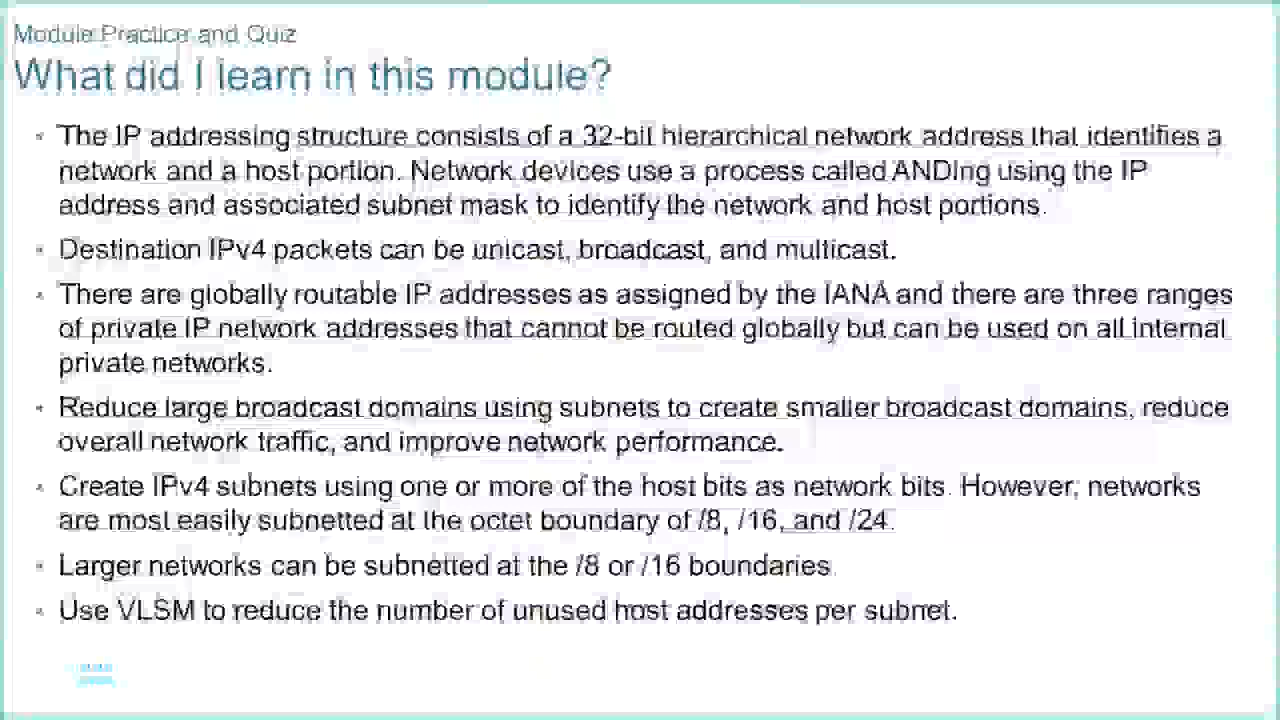 Module Practice and Quiz
What did I learn in this module?
• The IP addressing structure consists of a 32-bit hierarchical network address that identifies a
network and a host portion. Network devices use a process called ANDing using the IP
address and associated subnet mask to identify the network and host portions.
• Destination IPv4 packets can be unicast, broadcast, and multicast.
• There are globally routable IP addresses as assigned by the IANA and there are three ranges
of private IP network addresses that cannot be routed globally but can be used on all internal
private networks.
• Reduce large broadcast domains using subnets to create smaller broadcast domains, reduce
overall network traffic, and improve network performance.
• Create IPv4 subnets using one or more of the host bits as network bits. However, networks
are most easily subnetted at the octet boundary of /8, /16, and /24.
• Larger networks can be subnetted at the /8 or /16 boundaries.
• Use VLSM to reduce the number of unused host addresses per subnet.